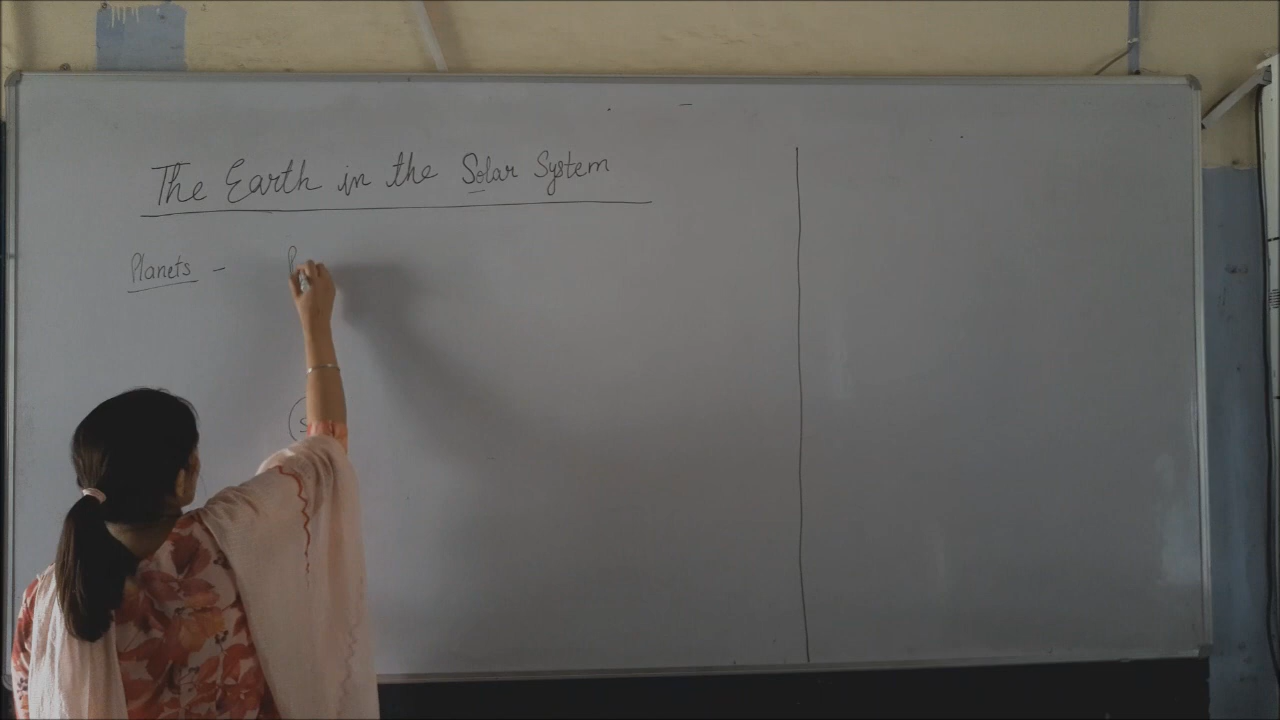 The Earth in the Solar System
Planets - P
S